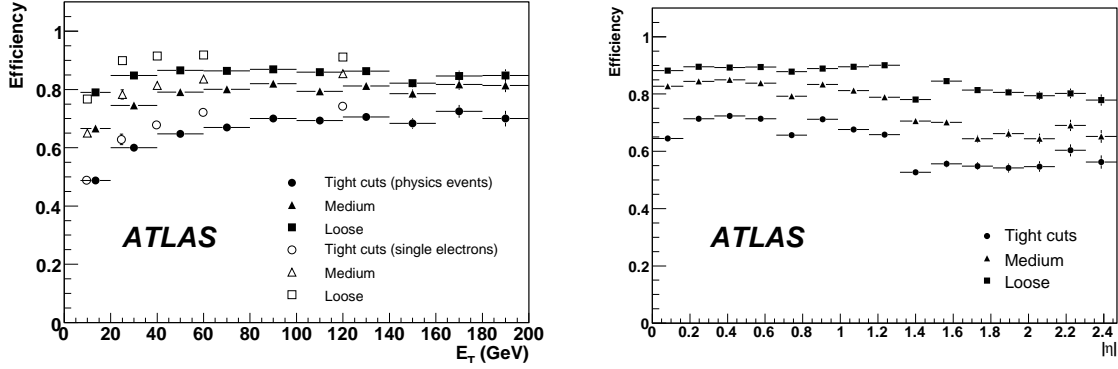 Efficiency
1
0.8
0.6
0.4
0.2
0
Tight cuts (physics events)
Medium
Loose
Tight cuts (single electrons)
Medium
Loose
ATLAS
0 20 40 60 80 100 120 140 160 180 200
E_T (GeV)
Efficiency
1
0.8
0.6
0.4
0.2
0
ATLAS
Tight cuts
Medium
Loose
0 0.2 0.4 0.6 0.8 1 1.2 1.4 1.6 1.8 2 2.2 2.4
|η|